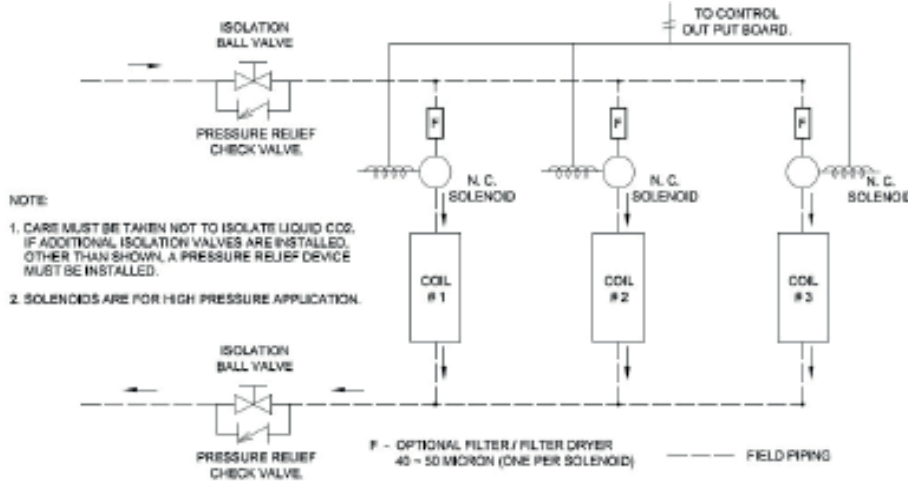 ISOLATION
BALL VALVE
TO CONTROL
OUT PUT BOARD.
PRESSURE RELIEF
CHECK VALVE.
F
F
F
N. C.
SOLENOID
N. C.
SOLENOID
N. C.
SOLENOID
NOTE:
1. CARE MUST BE TAKEN NOT TO ISOLATE LIQUID CO2.
IF ADDITIONAL ISOLATION VALVES ARE INSTALLED,
OTHER THAN SHOWN, A PRESSURE RELIEF DEVICE
MUST BE INSTALLED.
2. SOLENOIDS ARE FOR HIGH PRESSURE APPLICATION.
COIL
#1
COIL
#2
COIL
#3
ISOLATION
BALL VALVE
PRESSURE RELIEF
CHECK VALVE.
F - OPTIONAL FILTER / FILTER DRYER
40 ~ 50 MICRON (ONE PER SOLENOID)
FIELD PIPING